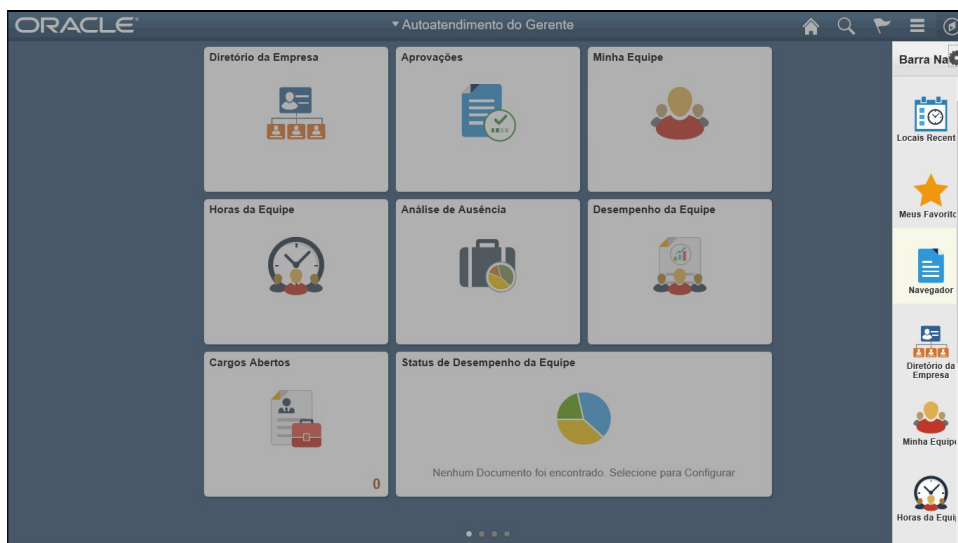 ORACLE
Autoatendimento do Gerente
Diretório da Empresa
Aprovações
Minha Equipe
Horas da Equipe
Análise de Ausência
Desempenho da Equipe
Cargos Abertos
0
Status de Desempenho da Equipe
Nenhum Documento foi encontrado. Selecione para Configurar
Barra Na
Locais Recent
Meus Favorito
Navegador
Diretório da
Empresa
Minha Equip
Horas da Equi